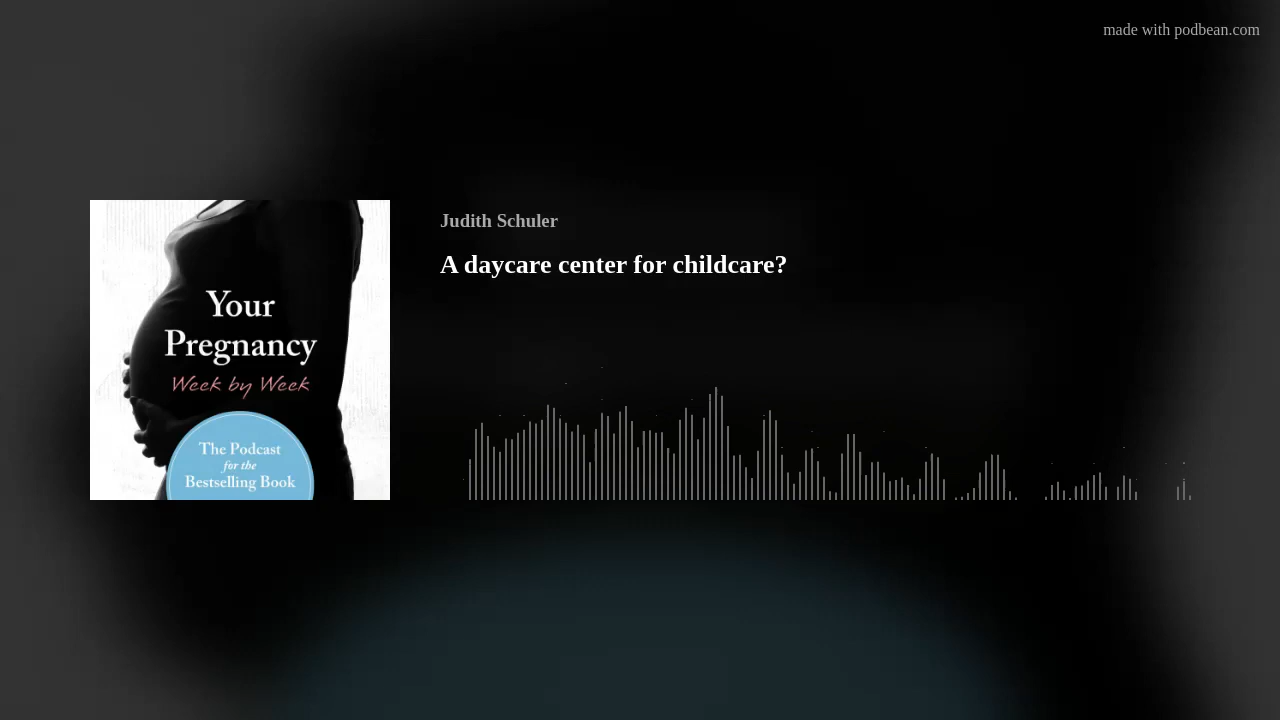 made with podbean.com
Judith Schuler
A daycare center for childcare?
Your
Pregnancy
Week by Week
The Podcast
for the
Bestselling Book